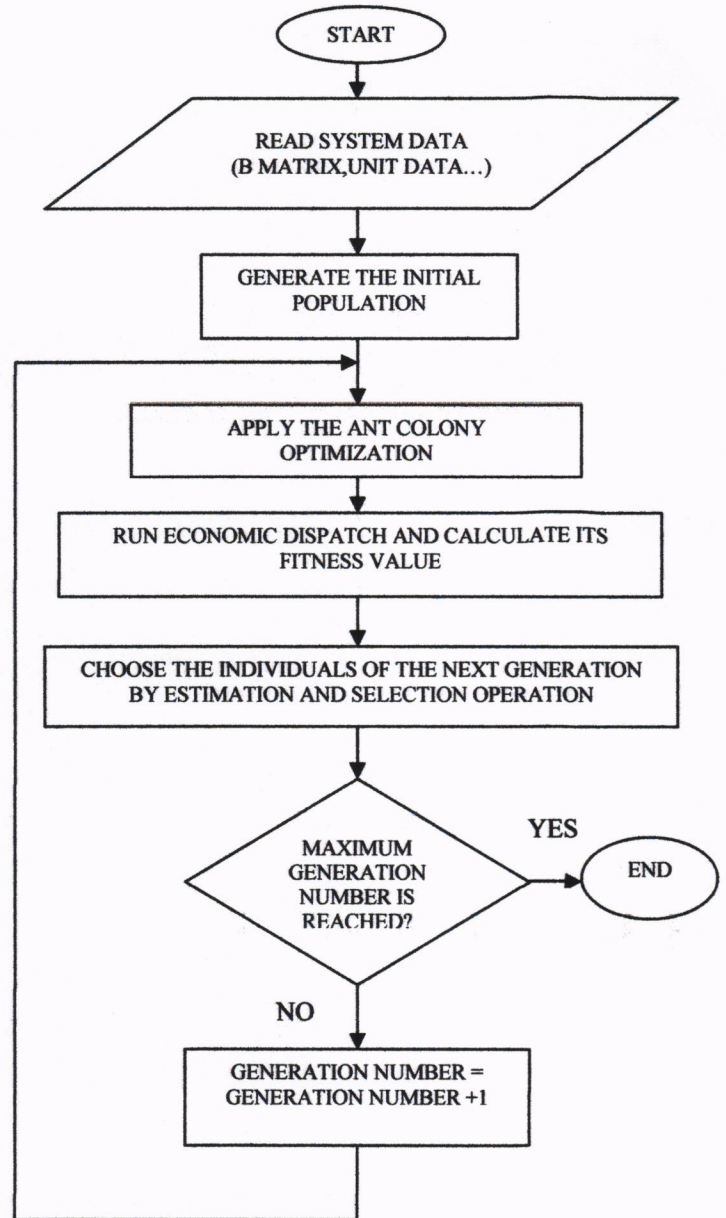 START
READ SYSTEM DATA
(B MATRIX,UNIT DATA…)
GENERATE THE INITIAL
POPULATION
APPLY THE ANT COLONY
OPTIMIZATION
RUN ECONOMIC DISPATCH AND CALCULATE ITS
FITNESS VALUE
CHOOSE THE INDIVIDUALS OF THE NEXT GENERATION
BY ESTIMATION AND SELECTION OPERATION
MAXIMUM
GENERATION
NUMBER IS
REACHED?
YES
END
NO
GENERATION NUMBER =
GENERATION NUMBER +1